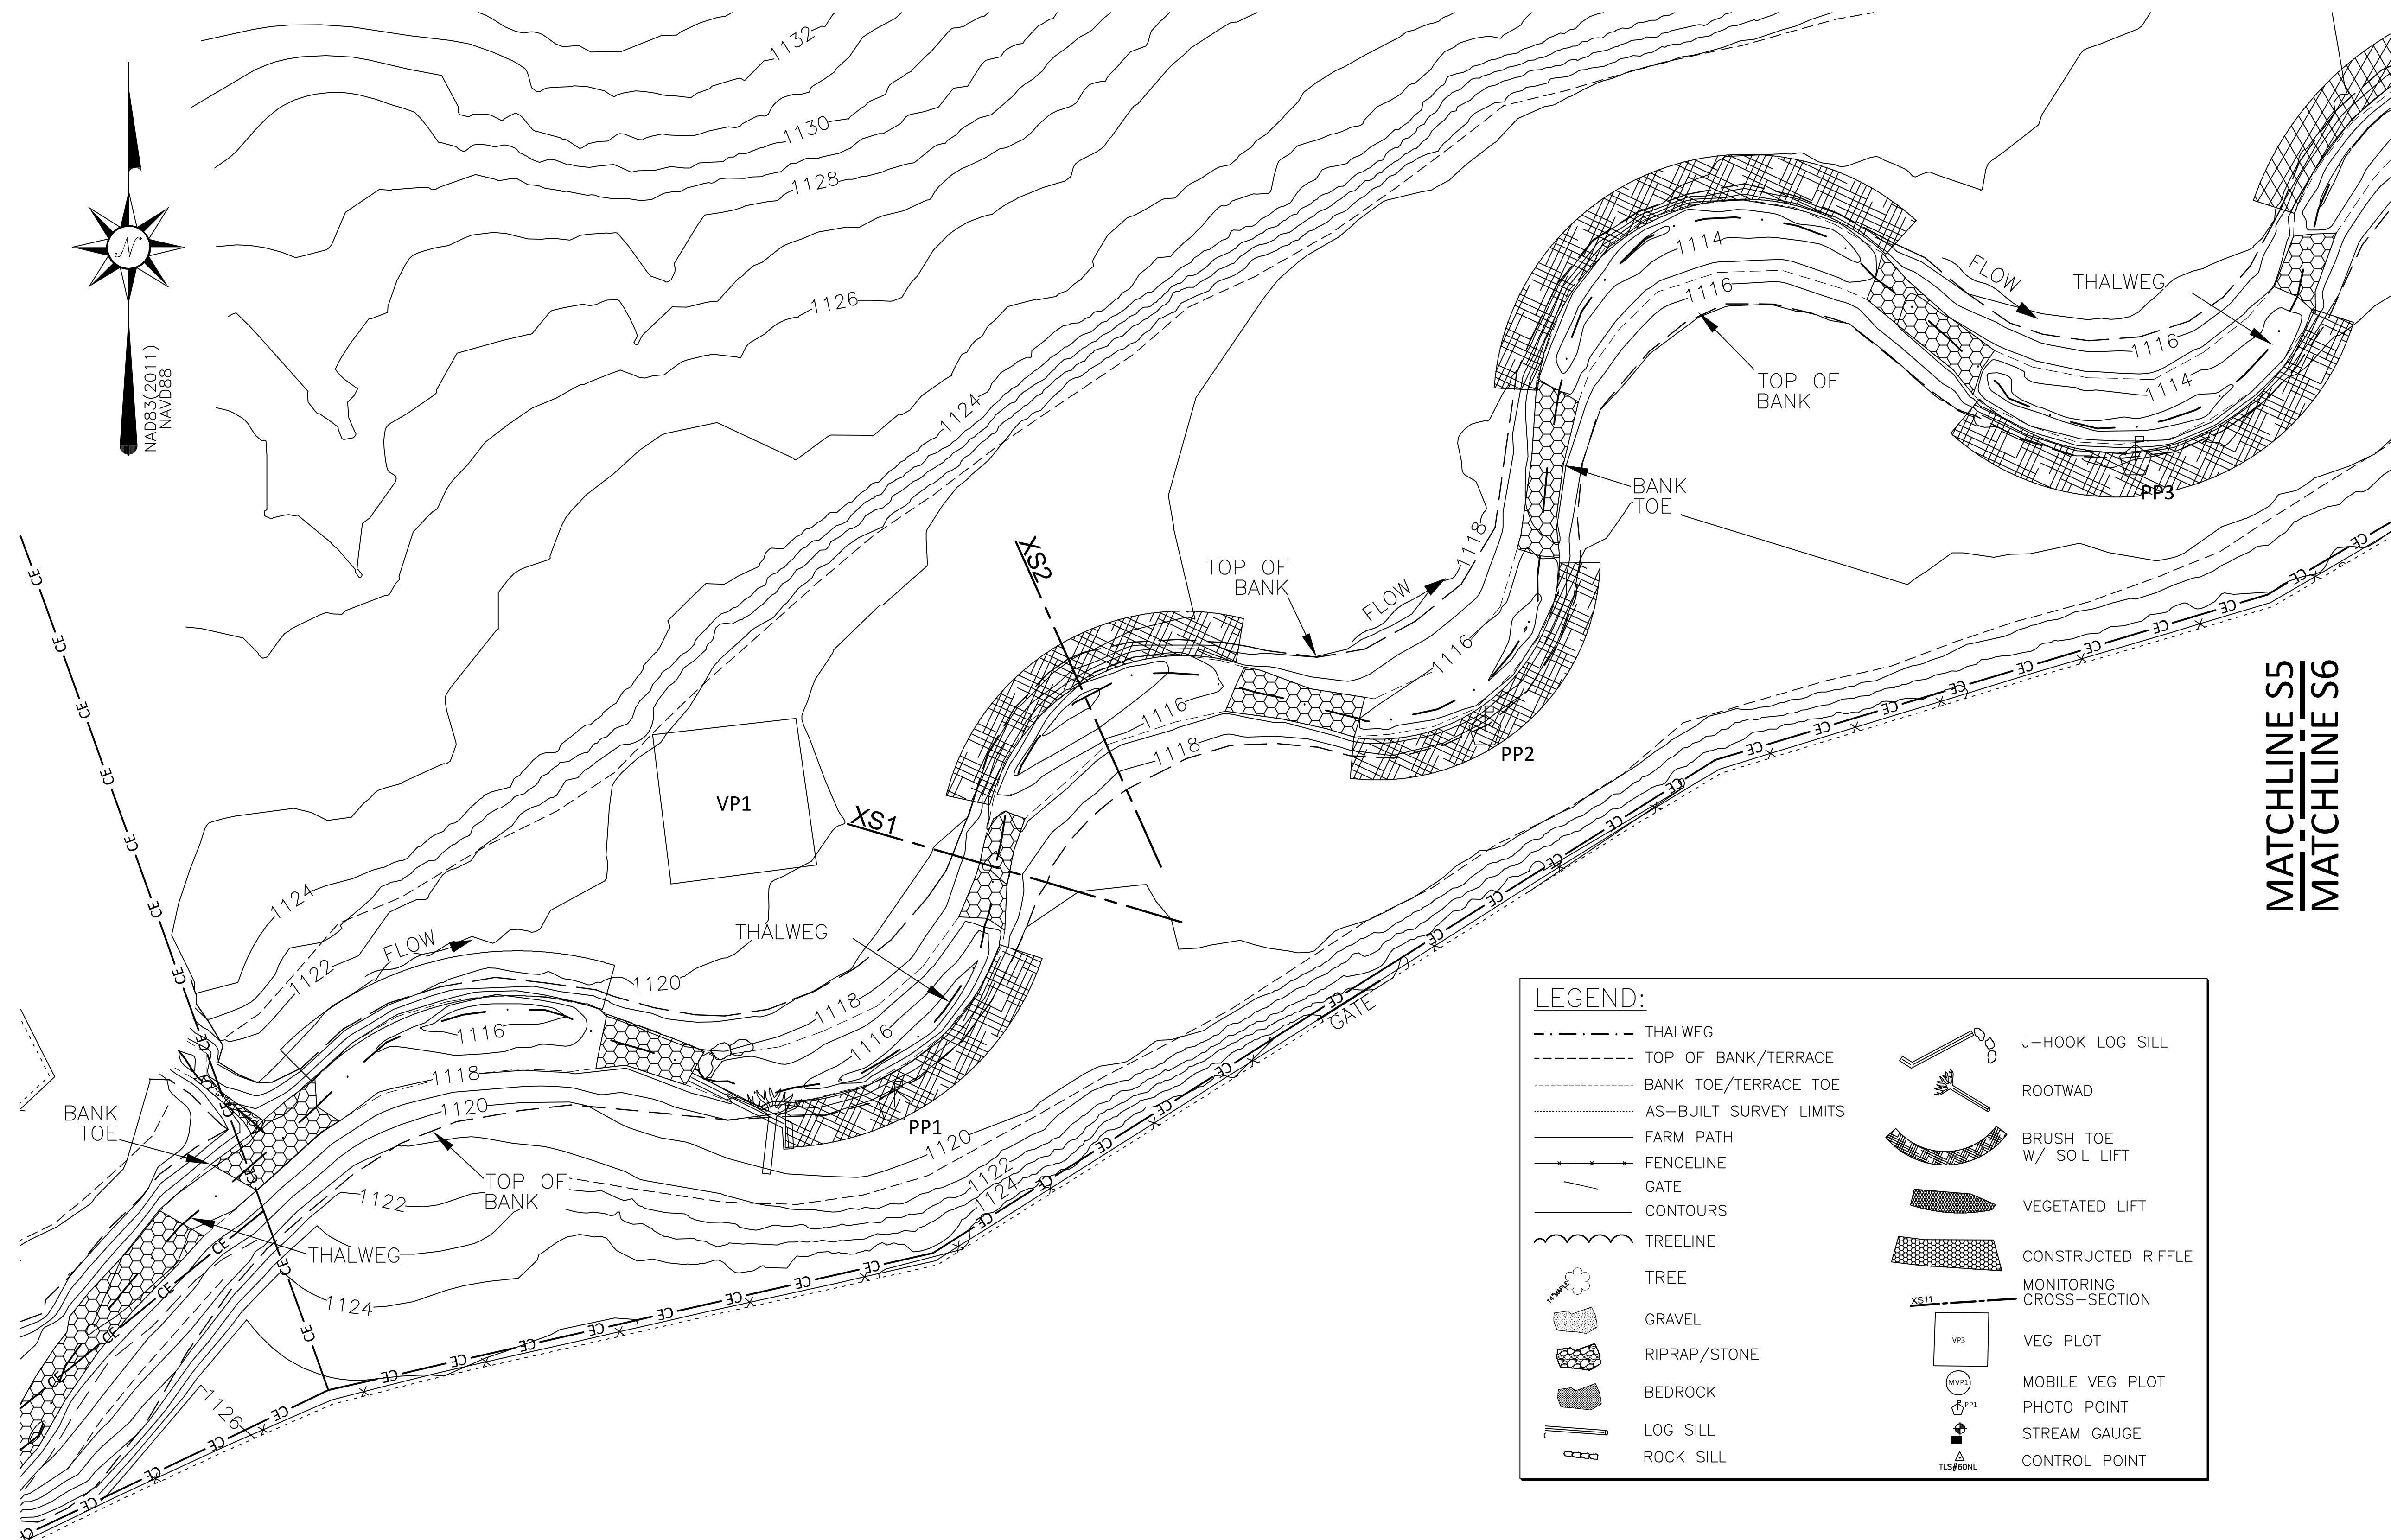 1132
1130
1128
1126
1124
N
NAD83(2011)
NAVD88
1114
1116
FLOW
THALWEG
1116
1114
TOP OF
BANK
BANK
TOE
PP3
CE
XS2
TOP OF
BANK
FLOW
1118
1116
1116
1118
PP2
VP1
XS1
MATCHLINE S5
MATCHLINE S6
1124
1122
FLOW
THALWEG
1120
1118
1116
1116
1118
1120
GATE
BANK
TOE
PP1
1120
1122
1124
TOP OF
BANK
1122
THALWEG
1124
1126
CE
LEGEND:
THALWEG
TOP OF BANK/TERRACE
BANK TOE/TERRACE TOE
AS-BUILT SURVEY LIMITS
FARM PATH
FENCELINE
GATE
CONTOURS
TREELINE
TREE
14"MAPLE
GRAVEL
RIPRAP/STONE
BEDROCK
LOG SILL
ROCK SILL
J-HOOK LOG SILL
ROOTWAD
BRUSH TOE
W/ SOIL LIFT
VEGETATED LIFT
CONSTRUCTED RIFFLE
XS11
MONITORING
CROSS-SECTION
VP3
VEG PLOT
MVP1
MOBILE VEG PLOT
PP1
PHOTO POINT
STREAM GAUGE
TLS#60NL
CONTROL POINT